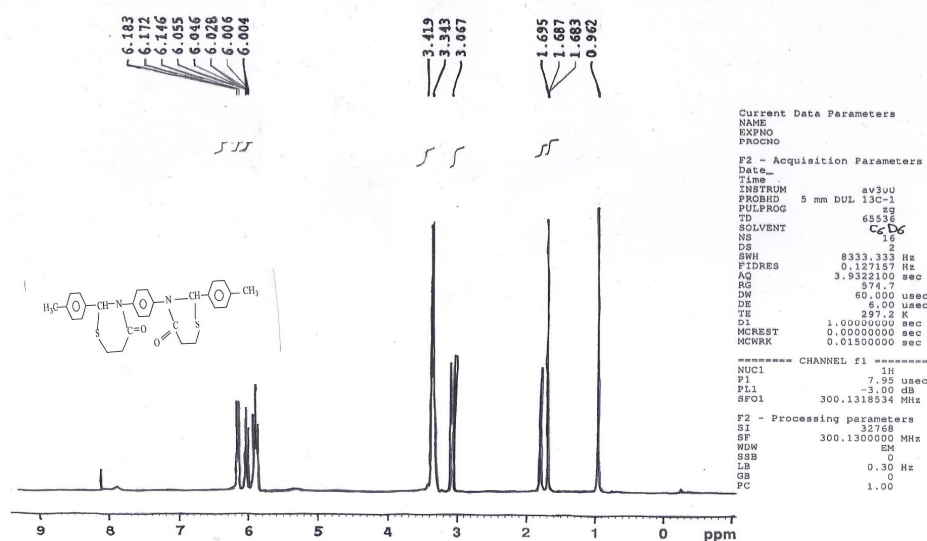 6.183
6.172
6.146
6.055
6.046
6.028
6.006
6.004
3.419
3.343
3.067
1.695
1.687
1.683
0.962
Current Data Parameters
NAME
EXPNO
PROCNO
F2 - Acquisition Parameters
Date_
Time
INSTRUM av300
PROBHD 5 mm DUL 13C-1
PULPROG zg
TD 65536
SOLVENT C6D6
NS 16
DS 2
SWH 8333.333 Hz
FIDRES 0.127157 Hz
AQ 3.9322100 sec
RG 574.7
DW 60.000 usec
DE 6.00 usec
TE 297.2 K
D1 1.00000000 sec
MCREST 0.00000000 sec
MCWRK 0.01500000 sec
======== CHANNEL f1 ========
NUC1 1H
P1 7.95 usec
PL1 -3.00 dB
SFO1 300.1318534 MHz
F2 - Processing parameters
SI 32768
SF 300.1300000 MHz
WDW EM
SSB 0
LB 0.30 Hz
GB 0
PC 1.00
H3C CH N N CH CH3
S C=O O C S
9 8 7 6 5 4 3 2 1 0 ppm